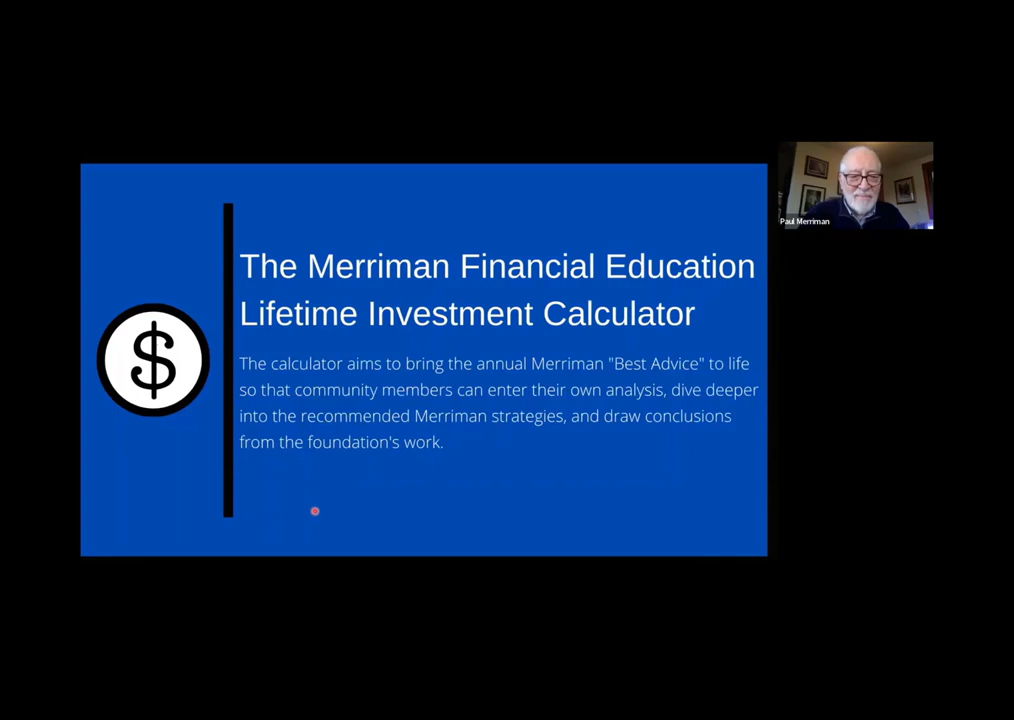 The Merriman Financial Education
Lifetime Investment Calculator
The calculator aims to bring the annual Merriman "Best Advice" to life
so that community members can enter their own analysis, dive deeper
into the recommended Merriman strategies, and draw conclusions
from the foundation's work.
$
Paul Merriman